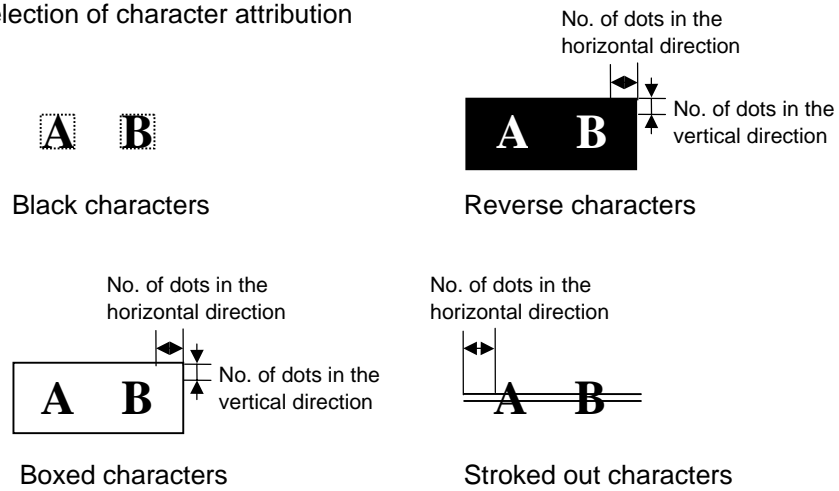 election of character attribution
No. of dots in the
horizontal direction
No. of dots in the
vertical direction
A B
A B
Black characters
Reverse characters
No. of dots in the
horizontal direction
No. of dots in the
horizontal direction
No. of dots in the
vertical direction
A B
A B
Boxed characters
Stroked out characters